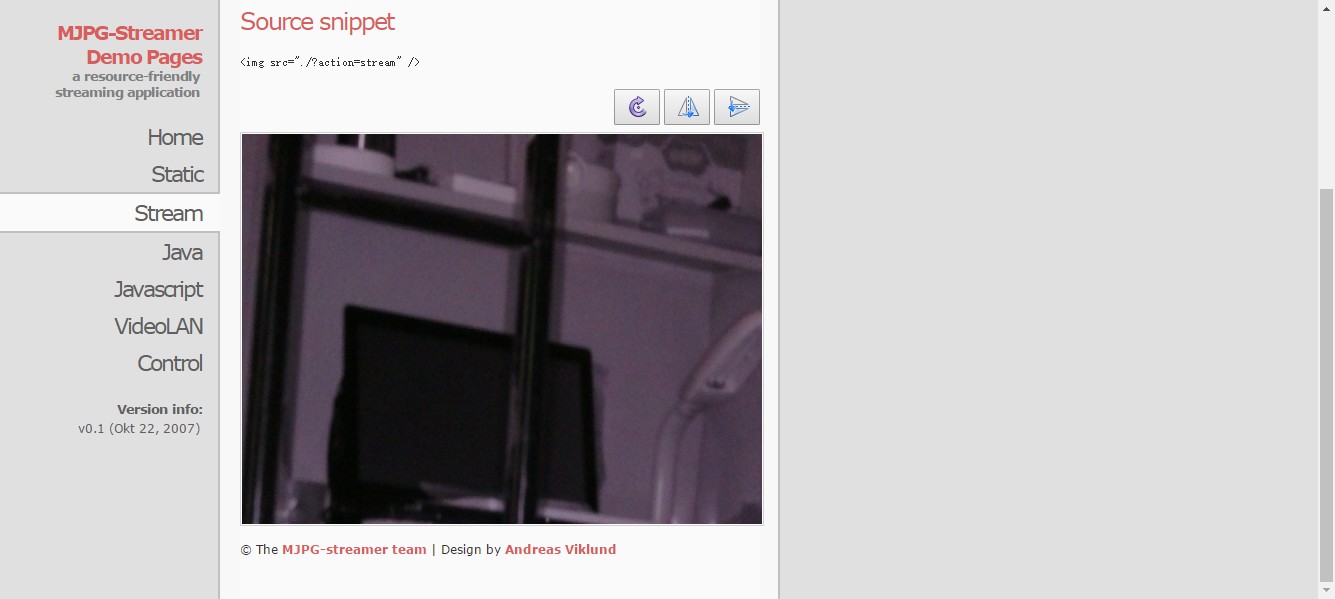 MJPG-Streamer
Demo Pages
a resource-friendly
streaming application
Home
Static
Stream
Java
Javascript
VideoLAN
Control
Version info:
v0.1 (Okt 22, 2007)
Source snippet
<img src="./?action=stream" />
© The MJPG-streamer team | Design by Andreas Viklund